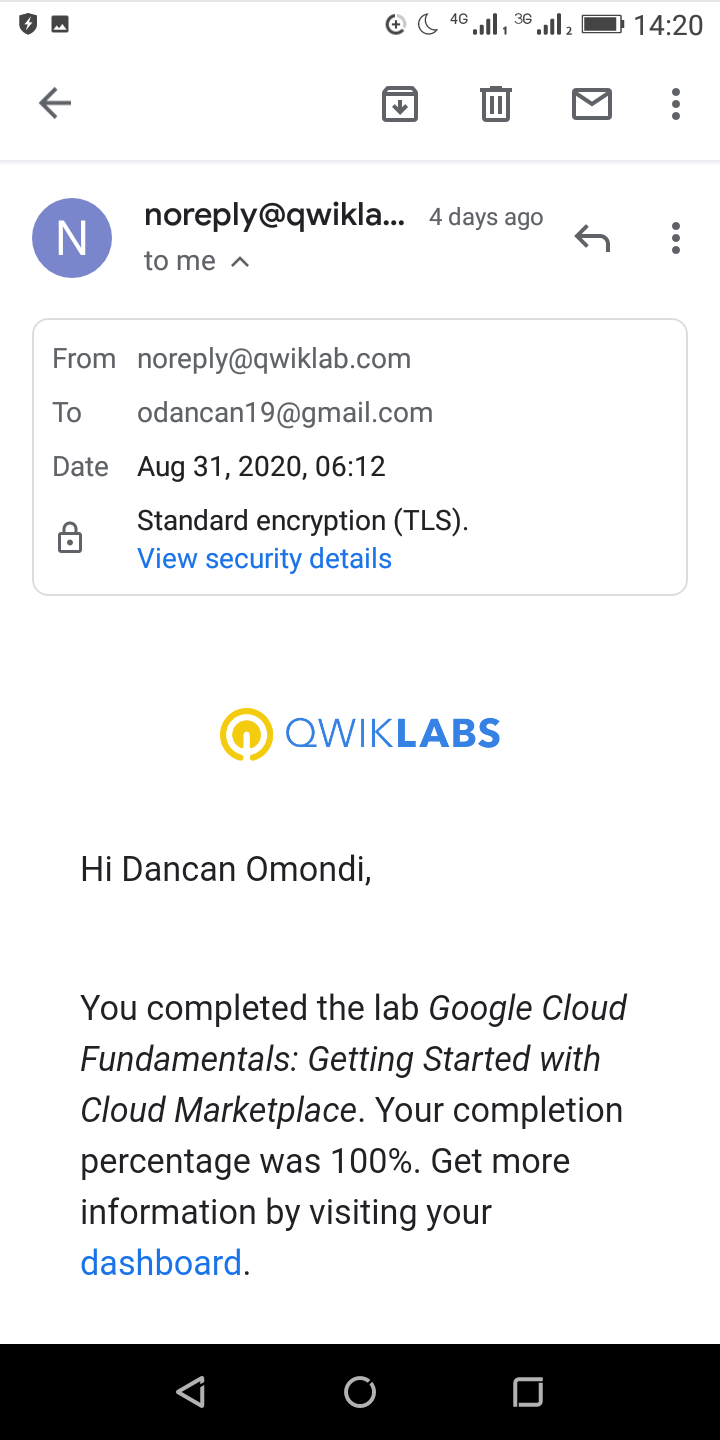 4G 1 3G 2 14:20
noreply@qwikla... 4 days ago
N
to me
From noreply@qwiklab.com
To odancan19@gmail.com
Date Aug 31, 2020, 06:12
Standard encryption (TLS).
View security details
QWIKLABS
Hi Dancan Omondi,
You completed the lab Google Cloud
Fundamentals: Getting Started with
Cloud Marketplace. Your completion
percentage was 100%. Get more
information by visiting your
dashboard.